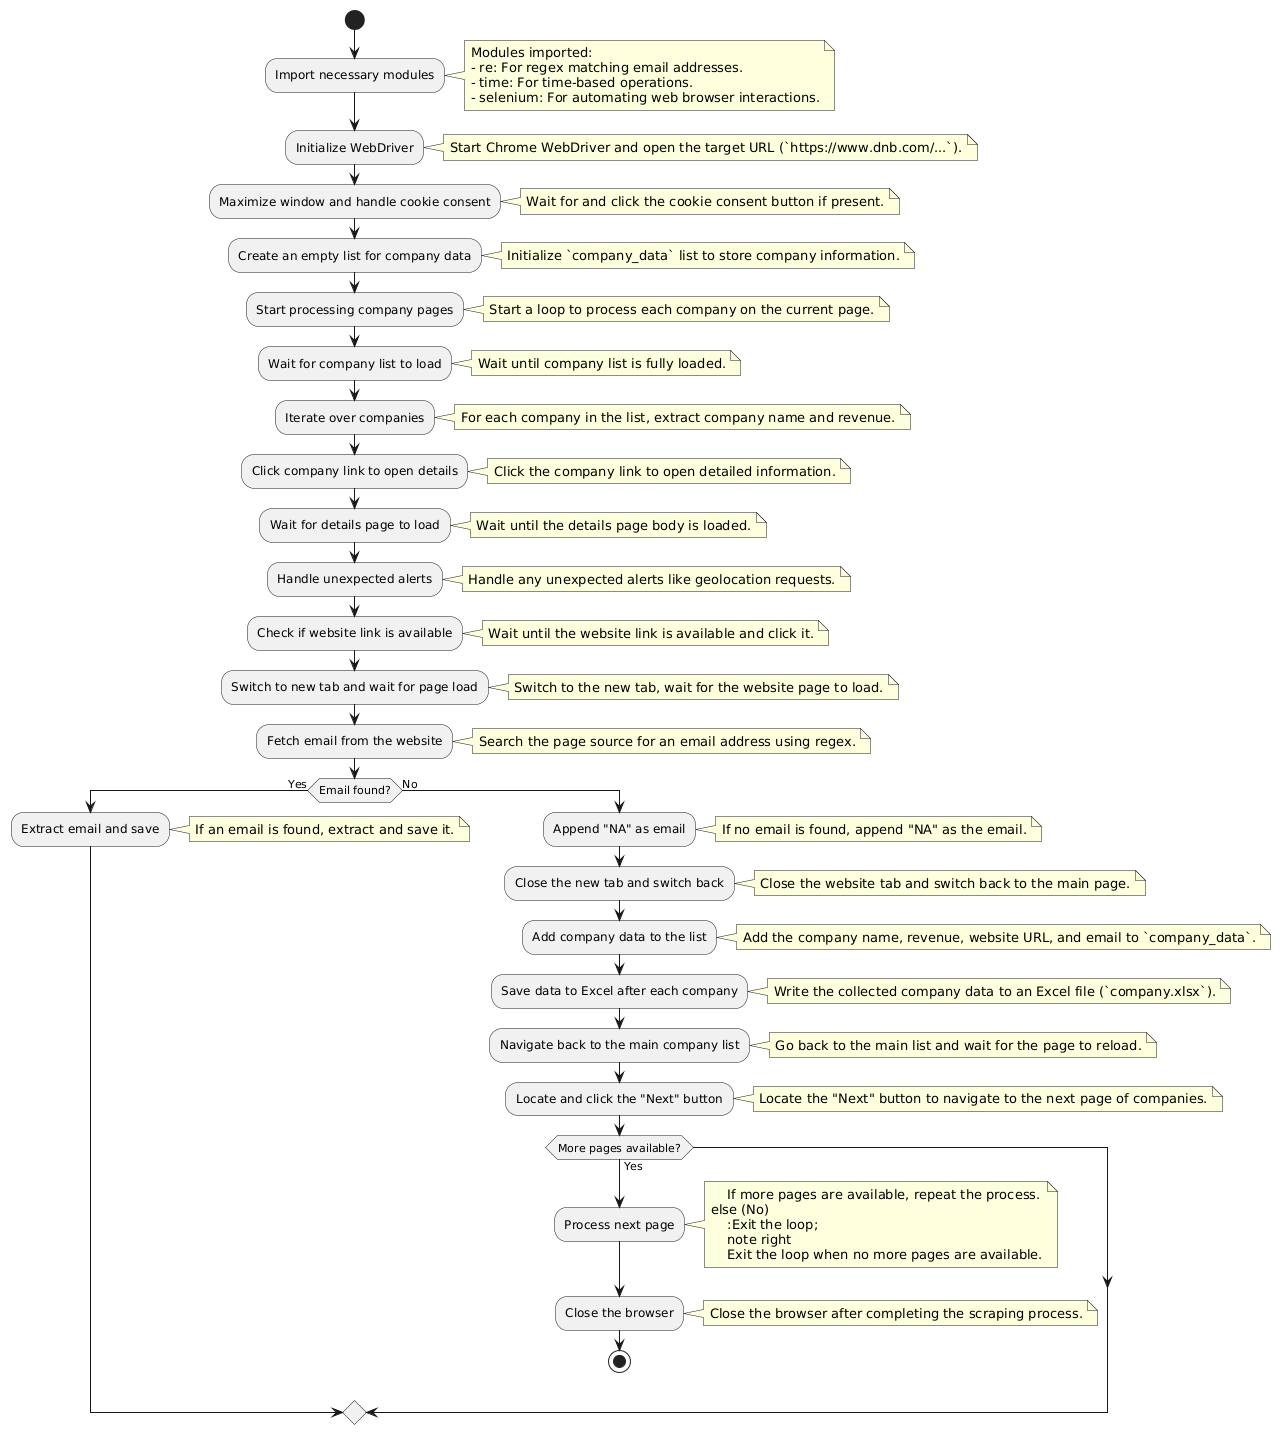 Import necessary modules
Modules imported:
- re: For regex matching email addresses.
- time: For time-based operations.
- selenium: For automating web browser interactions.
Initialize WebDriver
Start Chrome WebDriver and open the target URL (`https://www.dnb.com/...`).
Maximize window and handle cookie consent
Wait for and click the cookie consent button if present.
Create an empty list for company data
Initialize `company_data` list to store company information.
Start processing company pages
Start a loop to process each company on the current page.
Wait for company list to load
Wait until company list is fully loaded.
Iterate over companies
For each company in the list, extract company name and revenue.
Click company link to open details
Click the company link to open detailed information.
Wait for details page to load
Wait until the details page body is loaded.
Handle unexpected alerts
Handle any unexpected alerts like geolocation requests.
Check if website link is available
Wait until the website link is available and click it.
Switch to new tab and wait for page load
Switch to the new tab, wait for the website page to load.
Fetch email from the website
Search the page source for an email address using regex.
Yes
Email found?
No
Extract email and save
If an email is found, extract and save it.
Append "NA" as email
If no email is found, append "NA" as the email.
Close the new tab and switch back
Close the website tab and switch back to the main page.
Add company data to the list
Add the company name, revenue, website URL, and email to `company_data`.
Save data to Excel after each company
Write the collected company data to an Excel file (`company.xlsx`).
Navigate back to the main company list
Go back to the main list and wait for the page to reload.
Locate and click the "Next" button
Locate the "Next" button to navigate to the next page of companies.
More pages available?
Yes
Process next page
If more pages are available, repeat the process.
else (No)
:Exit the loop;
note right
Exit the loop when no more pages are available.
Close the browser
Close the browser after completing the scraping process.